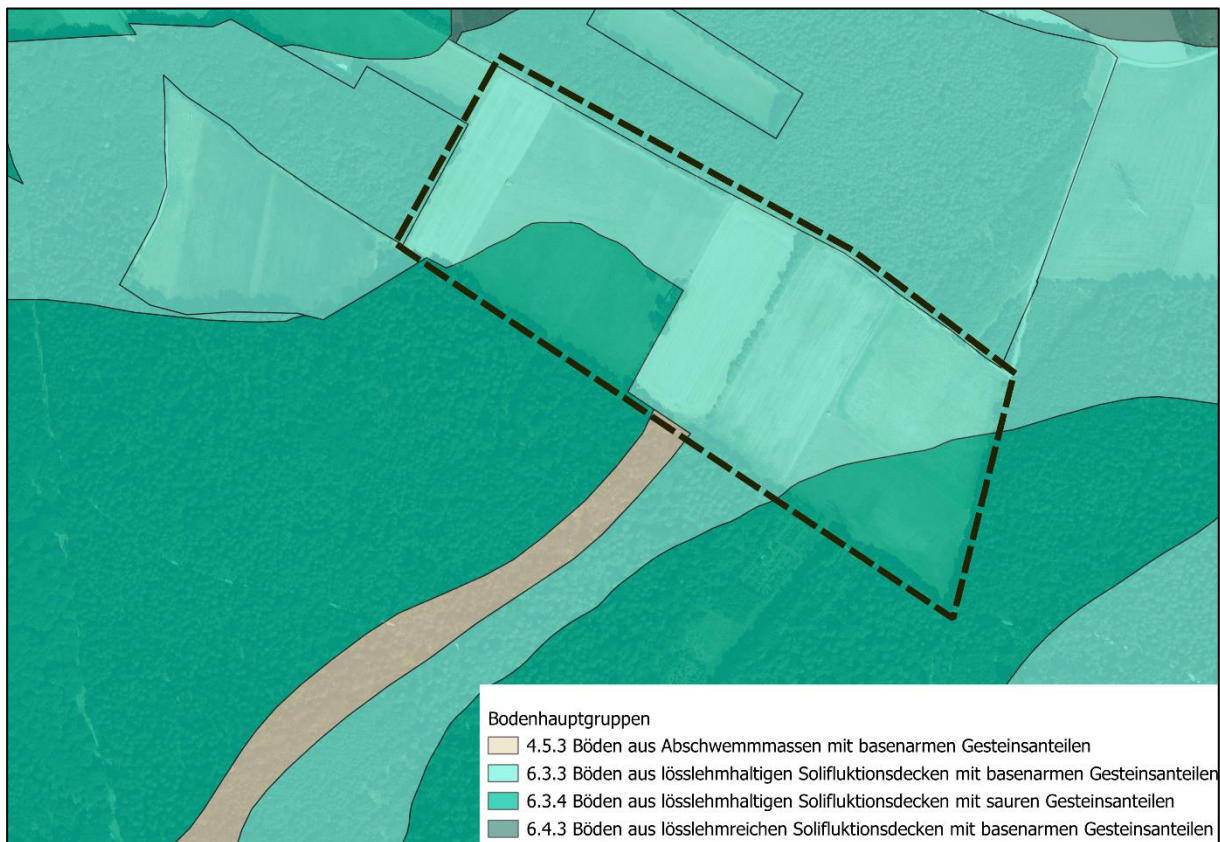 Bodenhauptgruppen
4.5.3 Böden aus Abschwemmmassen mit basenarmen Gesteinsanteilen
6.3.3 Böden aus lösslehmhaltigen Solifluktionsdecken mit basenarmen Gesteinsanteilen
6.3.4 Böden aus lösslehmhaltigen Solifluktionsdecken mit sauren Gesteinsanteilen
6.4.3 Böden aus lösslehmreichen Solifluktionsdecken mit basenarmen Gesteinsanteilen